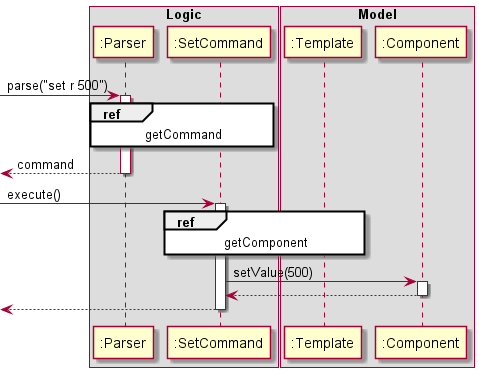 Logic
Model
:Parser
:SetCommand
:Template
:Component
parse("set r 500")
ref
getCommand
command
execute()
ref
getComponent
setValue(500)
:Parser
:SetCommand
:Template
:Component